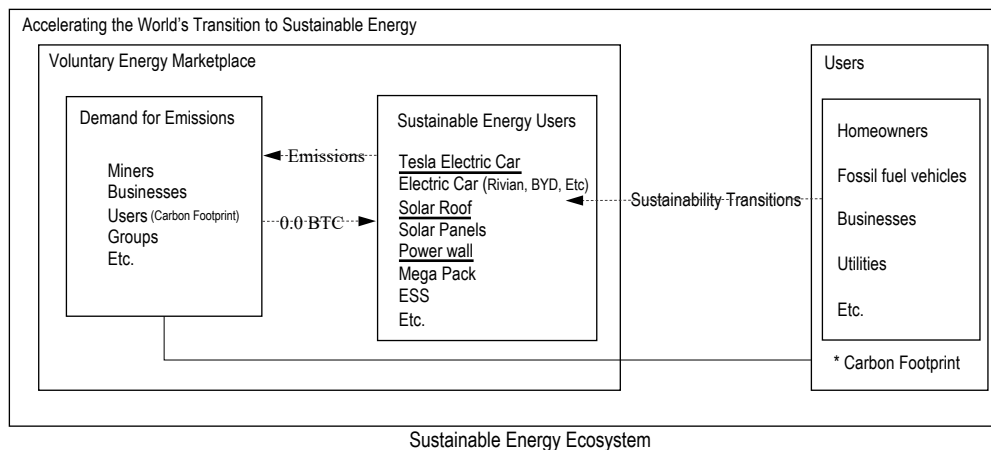 Accelerating the World's Transition to Sustainable Energy
Voluntary Energy Marketplace
Demand for Emissions
Miners
Businesses
Users (Carbon Footprint)
Groups
Etc.
Emissions
0.0 BTC
Sustainable Energy Users
Tesla Electric Car
Electric Car (Rivian, BYD, Etc)
Solar Roof
Solar Panels
Power wall
Mega Pack
ESS
Etc.
Sustainability Transitions
Users
Homeowners
Fossil fuel vehicles
Businesses
Utilities
Etc.
* Carbon Footprint
Sustainable Energy Ecosystem